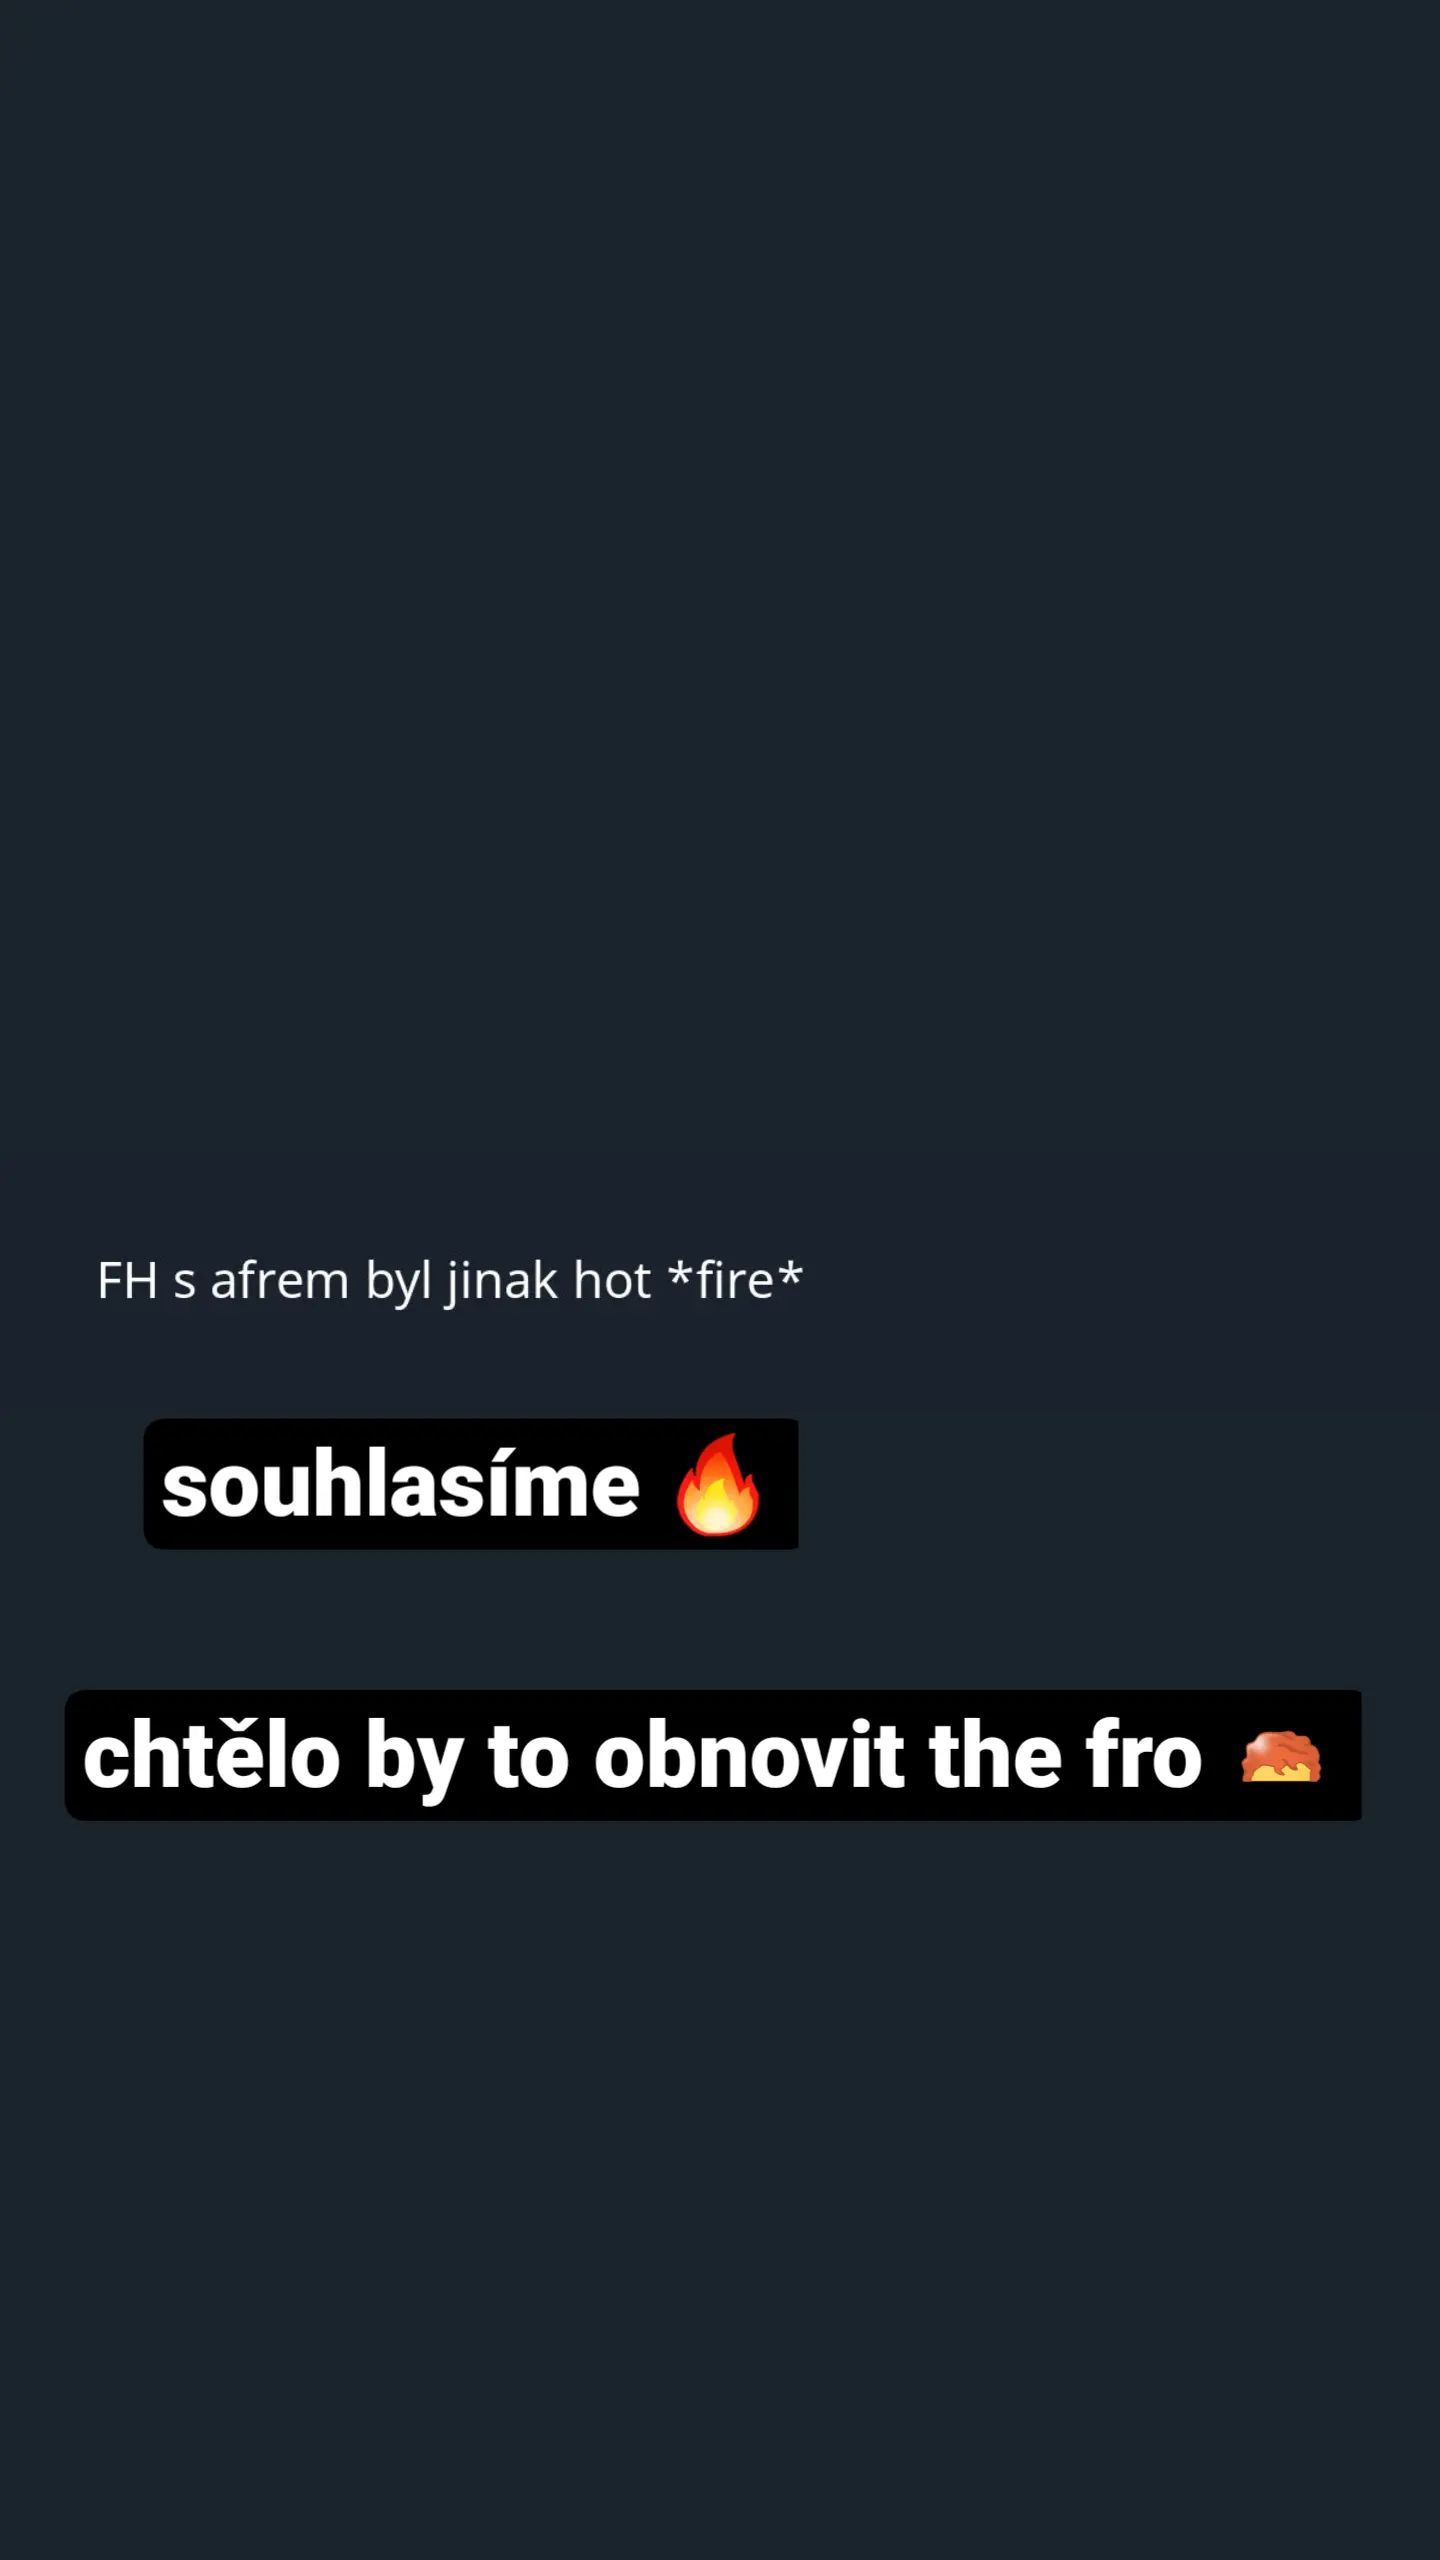 FH s afrem byl jinak hot *fire*
souhlasíme 🔥
chtělo by to obnovit the fro